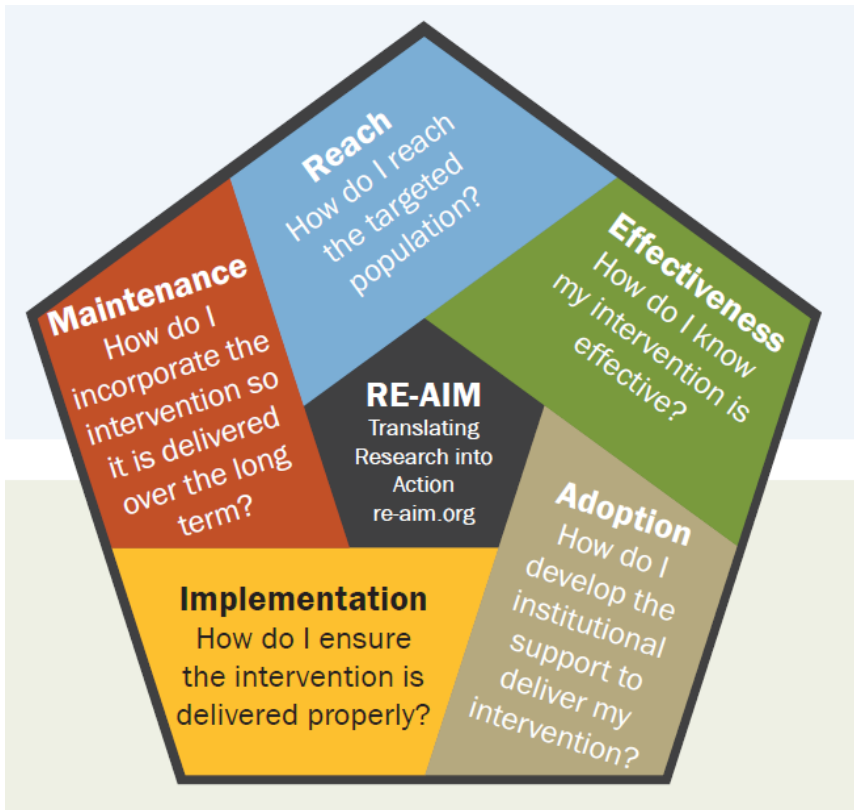 Reach
How do I reach
the targeted
population?
Effectiveness
How do I know
my intervention is
effective?
Adoption
How do I
develop the
institutional
support to
deliver my
intervention?
Implementation
How do I ensure
the intervention is
delivered properly?
Maintenance
How do I
incorporate the
intervention so
it is delivered
over the long
term?
RE-AIM
Translating
Research into
Action
re-aim.org